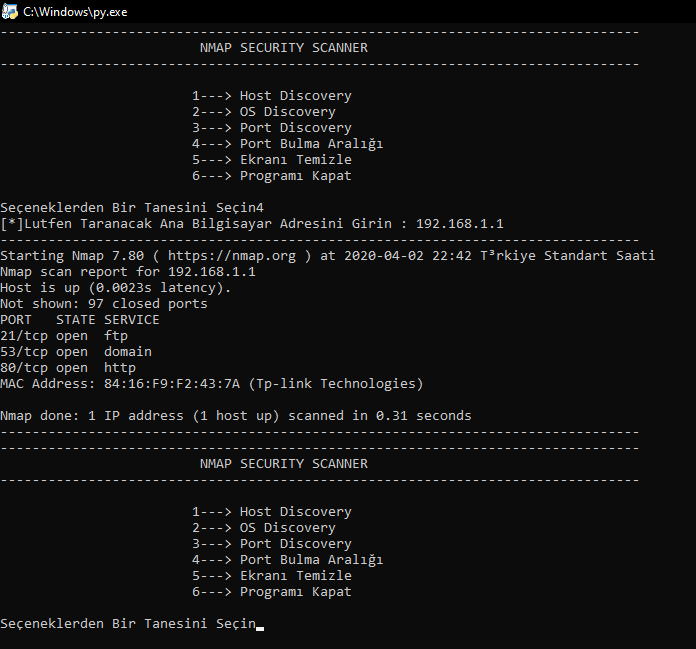 C:\Windows\py.exe
--------------------------------------------------------------------------------
NMAP SECURITY SCANNER
--------------------------------------------------------------------------------
1---> Host Discovery
2---> OS Discovery
3---> Port Discovery
4---> Port Bulma Aralığı
5---> Ekranı Temizle
6---> Programı Kapat
Seçeneklerden Bir Tanesini Seçin4
[*]Lutfen Taranacak Ana Bilgisayar Adresini Girin : 192.168.1.1
--------------------------------------------------------------------------------
Starting Nmap 7.80 ( https://nmap.org ) at 2020-04-02 22:42 T³rkiye Standart Saati
Nmap scan report for 192.168.1.1
Host is up (0.0023s latency).
Not shown: 97 closed ports
PORT   STATE SERVICE
21/tcp open  ftp
53/tcp open  domain
80/tcp open  http
MAC Address: 84:16:F9:F2:43:7A (Tp-link Technologies)
Nmap done: 1 IP address (1 host up) scanned in 0.31 seconds
--------------------------------------------------------------------------------
--------------------------------------------------------------------------------
NMAP SECURITY SCANNER
--------------------------------------------------------------------------------
1---> Host Discovery
2---> OS Discovery
3---> Port Discovery
4---> Port Bulma Aralığı
5---> Ekranı Temizle
6---> Programı Kapat
Seçeneklerden Bir Tanesini Seçin